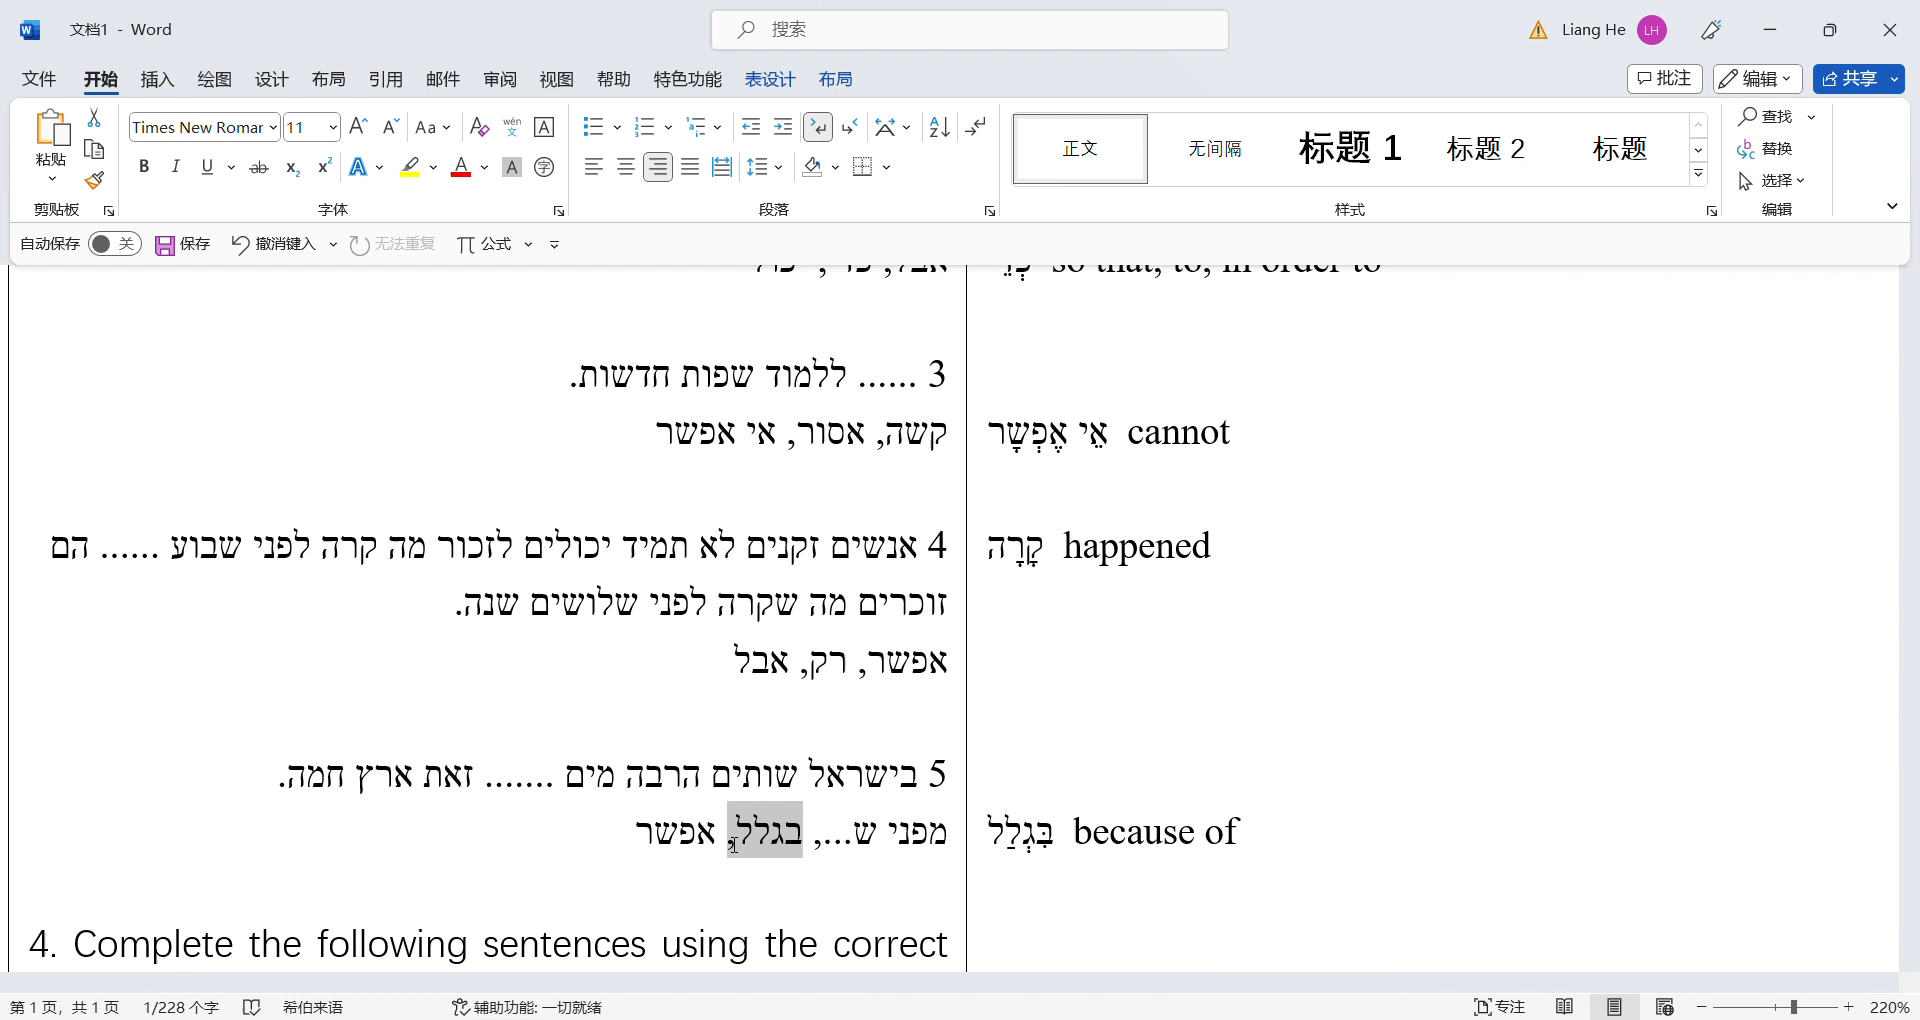 文档1 - Word
搜索
Liang He LH
文件 开始 插入 绘图 设计 布局 引用 邮件 审阅 视图 帮助 特色功能 表设计 布局
批注 编辑 共享
粘贴
剪贴板
Times New Roman 11
字体
段落
正文 无间隔 标题 1 标题 2 标题
样式
查找
替换
选择
编辑
自动保存 关 保存 撤消键入 无法重复 公式
כְּדֵי so that, to, in order to
3 ...... ללמוד שפות חדשות.
קשה, אסור, אי אפשר
אֵי אֶפְשָׁר cannot
4 אנשים זקנים לא תמיד יכולים לזכור מה קרה לפני שבוע ...... הם
זוכרים מה שקרה לפני שלושים שנה.
אפשר, רק, אבל
קָרָה happened
5 בישראל שותים הרבה מים ....... זאת ארץ חמה.
מפני ש..., בגלל, אפשר
בִּגְלַל because of
4. Complete the following sentences using the correct
第 1 页，共 1 页 1/228 个字 希伯来语 辅助功能: 一切就绪 专注 220%